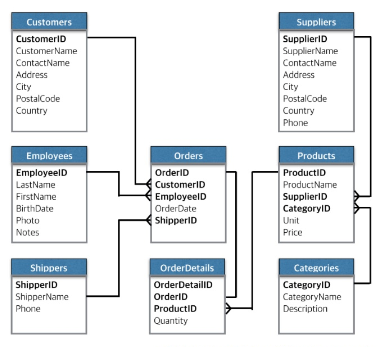 Customers
CustomerID
CustomerName
ContactName
Address
City
PostalCode
Country
Suppliers
SupplierID
SupplierName
ContactName
Address
City
PostalCode
Country
Phone
Employees
EmployeeID
LastName
FirstName
BirthDate
Photo
Notes
Orders
OrderID
CustomerID
EmployeeID
OrderDate
ShipperID
Products
ProductID
ProductName
SupplierID
CategoryID
Unit
Price
Shippers
ShipperID
ShipperName
Phone
OrderDetails
OrderDetailID
OrderID
ProductID
Quantity
Categories
CategoryID
CategoryName
Description